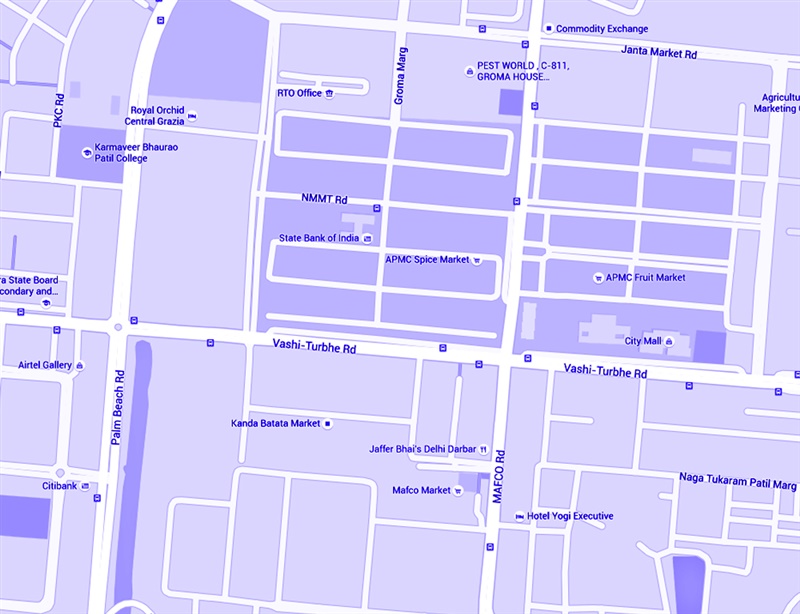 Commodity Exchange
Janta Market Rd
PEST WORLD , C-811,
GROMA HOUSE...
Groma Marg
RTO Office
PKC Rd
Royal Orchid
Central Grazia
Agricultu
Marketing
Karmaveer Bhaurao
Patil College
NMMT Rd
State Bank of India
APMC Spice Market
APMC Fruit Market
ra State Board
condary and...
City Mall
Vashi-Turbhe Rd
Vashi-Turbhe Rd
Airtel Gallery
Palm Beach Rd
Kanda Batata Market
Jaffer Bhai's Delhi Darbar
MAFCO Rd
Citibank
Mafco Market
Naga Tukaram Patil Marg
Hotel Yogi Executive